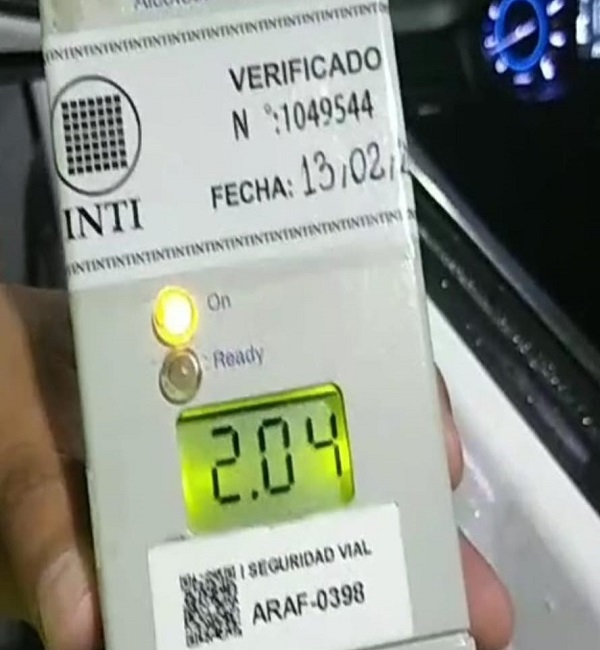 VERIFICADO
N º:1049544
FECHA: 13/02/
INTI
On
Ready
2.04
SEGURIDAD VIAL
ARAF-0398